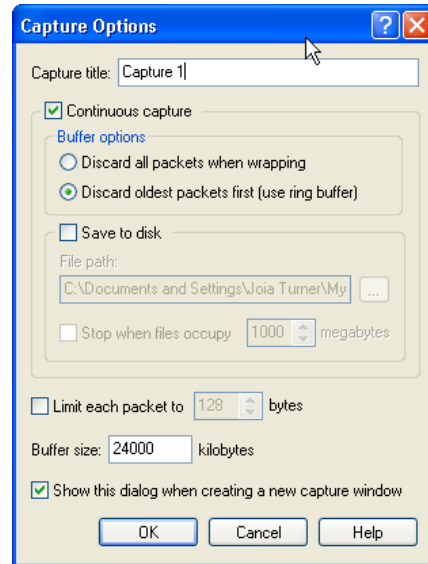 Capture Options
Capture title: Capture 1
Continuous capture
Buffer options
Discard all packets when wrapping
Discard oldest packets first (use ring buffer)
Save to disk
File path:
C:\Documents and Settings\Joia Turner\My ...
Stop when files occupy 1000 megabytes
Limit each packet to 128 bytes
Buffer size: 24000 kilobytes
Show this dialog when creating a new capture window
OK Cancel Help